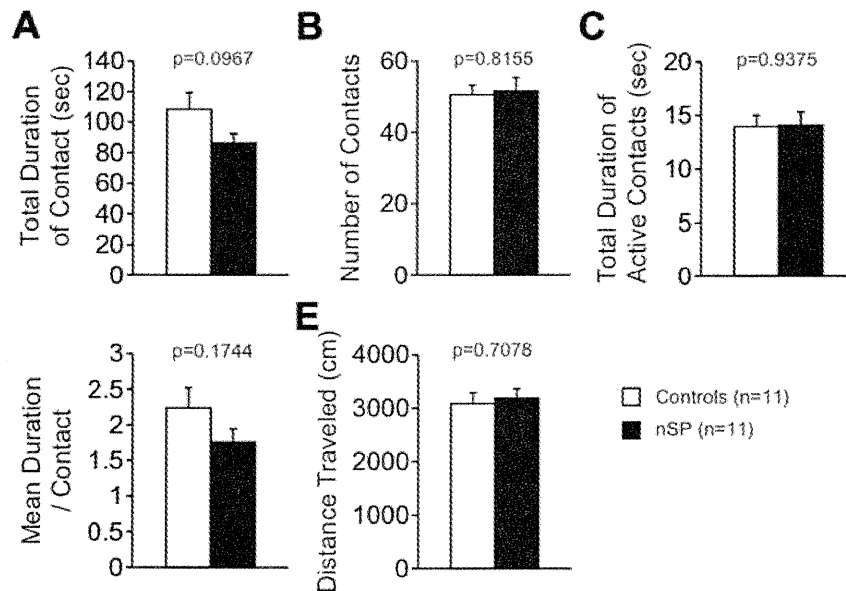 A
Total Duration
of Contact (sec)
p=0.0967
140
120
100
80
60
40
20
0
B
Number of Contacts
p=0.8155
60
40
20
0
C
Total Duration of
Active Contacts (sec)
p=0.9375
20
15
10
5
0
Mean Duration
/ Contact
p=0.1744
3
2.5
2
1.5
1
0.5
0
E
Distance Traveled (cm)
p=0.7078
4000
3000
2000
1000
0
Controls (n=11)
nSP (n=11)